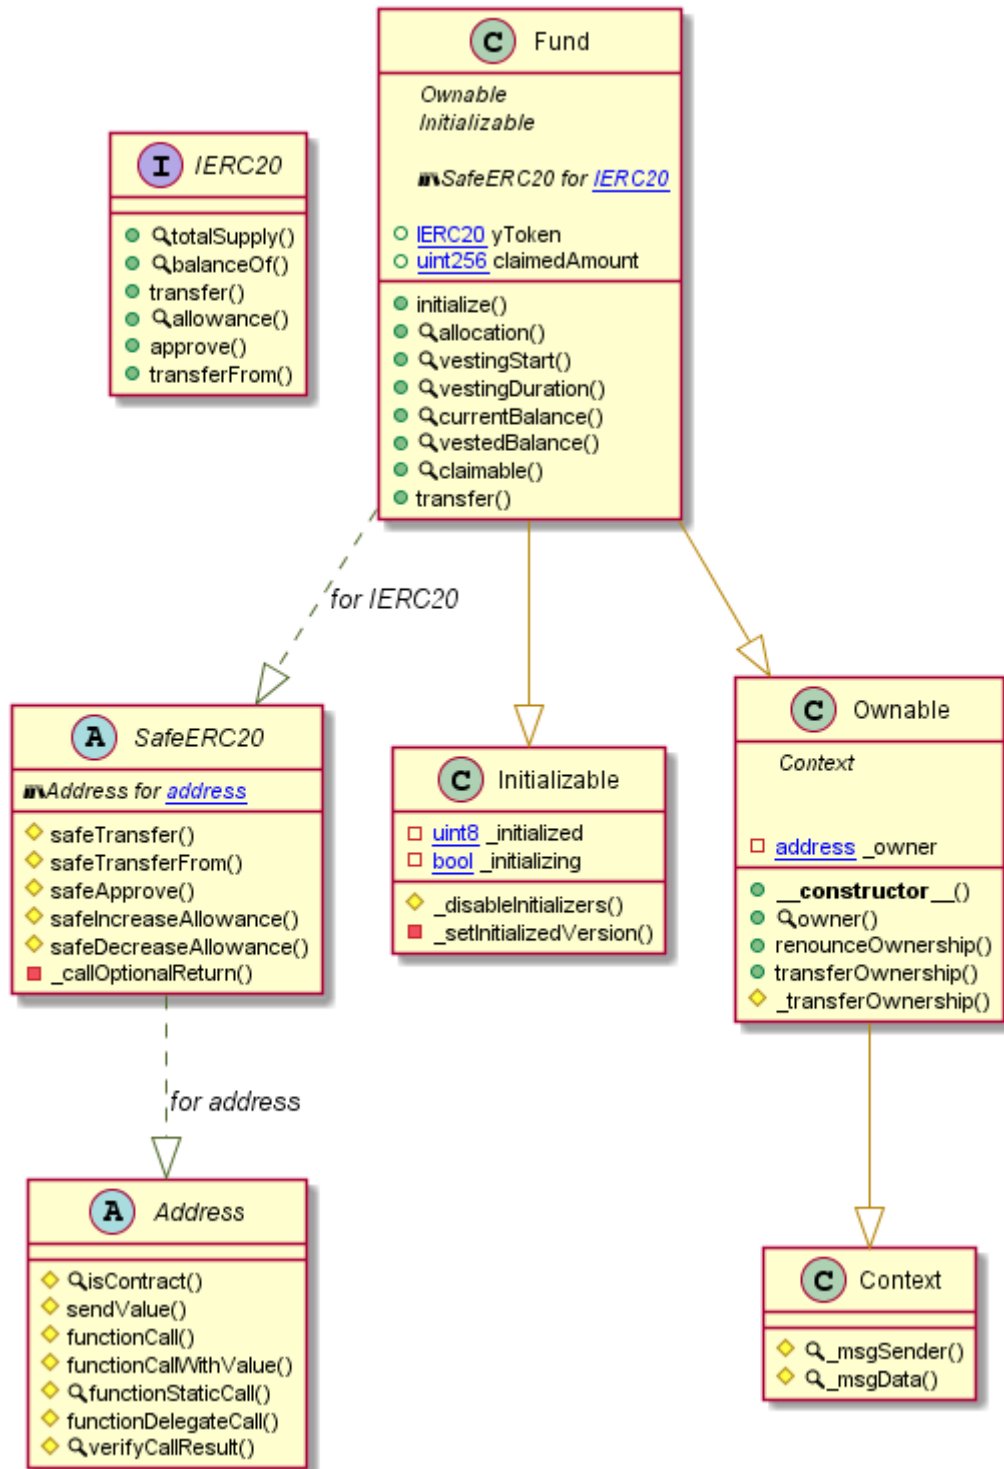 C Fund
Ownable
Initializable
SafeERC20 for IERC20
IERC20 yToken
uint256 claimedAmount
initialize()
allocation()
vestingStart()
vestingDuration()
currentBalance()
vestedBalance()
claimable()
transfer()
I IERC20
totalSupply()
balanceOf()
transfer()
allowance()
approve()
transferFrom()
for IERC20
A SafeERC20
Address for address
safeTransfer()
safeTransferFrom()
safeApprove()
safeIncreaseAllowance()
safeDecreaseAllowance()
_callOptionalReturn()
C Initializable
uint8 _initialized
bool _initializing
_disableInitializers()
_setInitializedVersion()
C Ownable
Context
address _owner
__constructor__()
owner()
renounceOwnership()
transferOwnership()
_transferOwnership()
for address
A Address
isContract()
sendValue()
functionCall()
functionCallWithValue()
functionStaticCall()
functionDelegateCall()
verifyCallResult()
C Context
_msgSender()
_msgData()